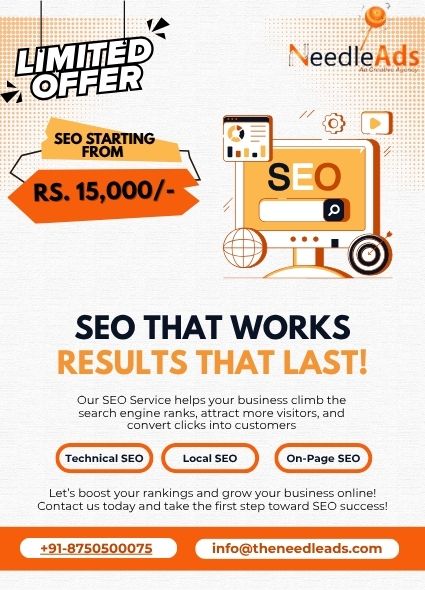 LIMITED
OFFER
NeedleAds
An Creative Agency
SEO STARTING
FROM
RS. 15,000/-
SEO
SEO THAT WORKS
RESULTS THAT LAST!
Our SEO Service helps your business climb the
search engine ranks, attract more visitors, and
convert clicks into customers
Technical SEO
Local SEO
On-Page SEO
Let's boost your rankings and grow your business online!
Contact us today and take the first step toward SEO success!
+91-8750500075
info@theneedleads.com